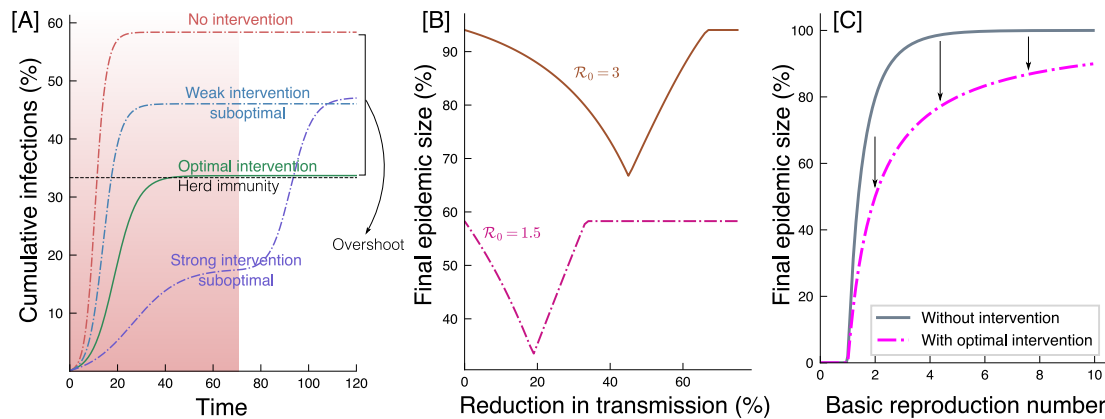 [A]
Cumulative infections (%)
60
50
40
30
20
10
No intervention
Weak intervention
suboptimal
Optimal intervention
Herd immunity
Strong intervention
suboptimal
Overshoot
0
20
40
60
80
100
120
Time
[B]
Final epidemic size (%)
90
80
70
60
50
40
R₀ = 3
R₀ = 1.5
0
20
40
60
Reduction in transmission (%)
[C]
Final epidemic size (%)
100
80
60
40
20
0
Without intervention
With optimal intervention
0
2
4
6
8
10
Basic reproduction number